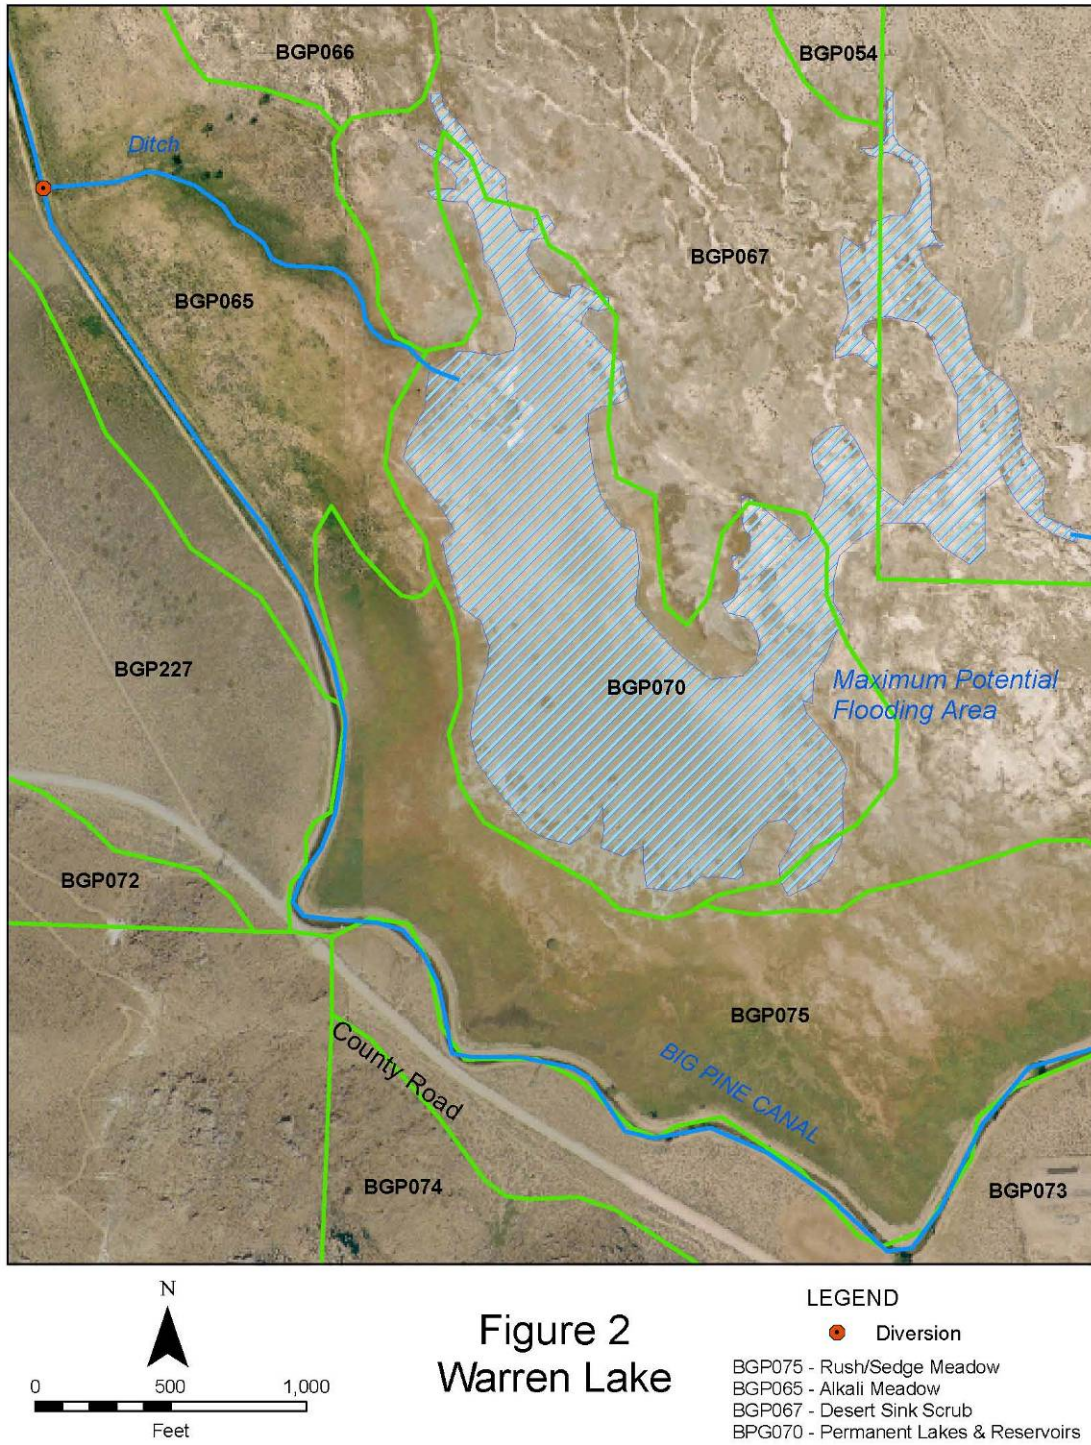 BGP066
BGP054
Ditch
BGP067
BGP065
BGP227
BGP070
Maximum Potential
Flooding Area
BGP072
BGP075
County Road
BIG PINE CANAL
BGP074
BGP073
N
0 500 1,000
Feet
Figure 2
Warren Lake
LEGEND
Diversion
BGP075 - Rush/Sedge Meadow
BGP065 - Alkali Meadow
BGP067 - Desert Sink Scrub
BPG070 - Permanent Lakes & Reservoirs